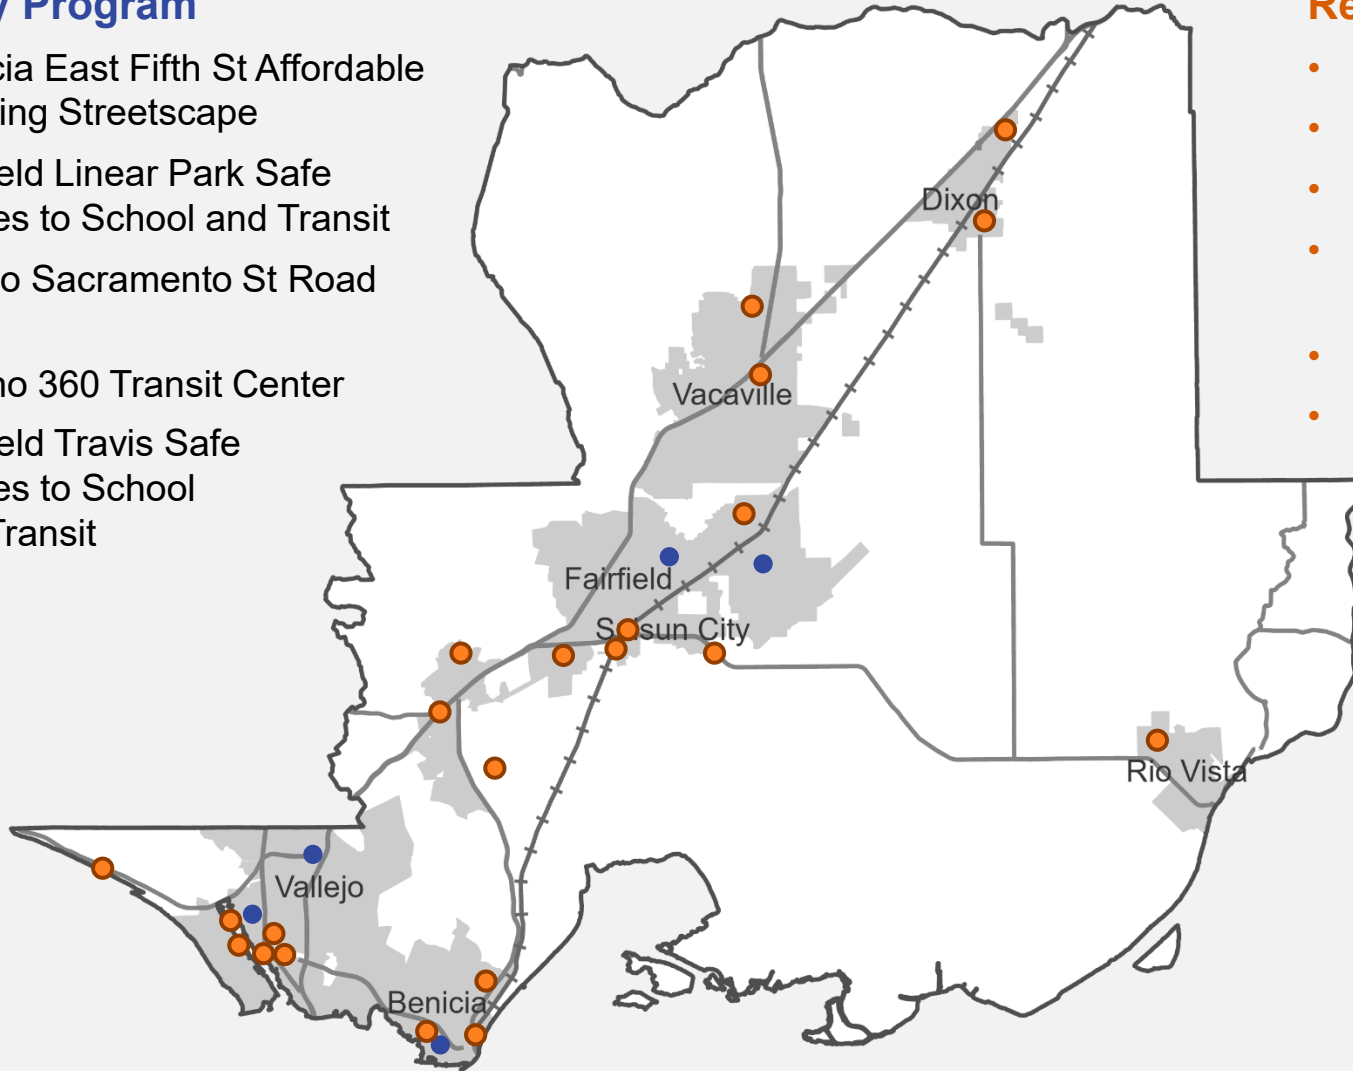 y Program
cia East Fifth St Affordable
ing Streetscape
eld Linear Park Safe
es to School and Transit
o Sacramento St Road
no 360 Transit Center
eld Travis Safe
es to School
Transit
Re
•
•
•
•
•
•
Dixon
Vacaville
Fairfield
Suisun City
Rio Vista
Vallejo
Benicia